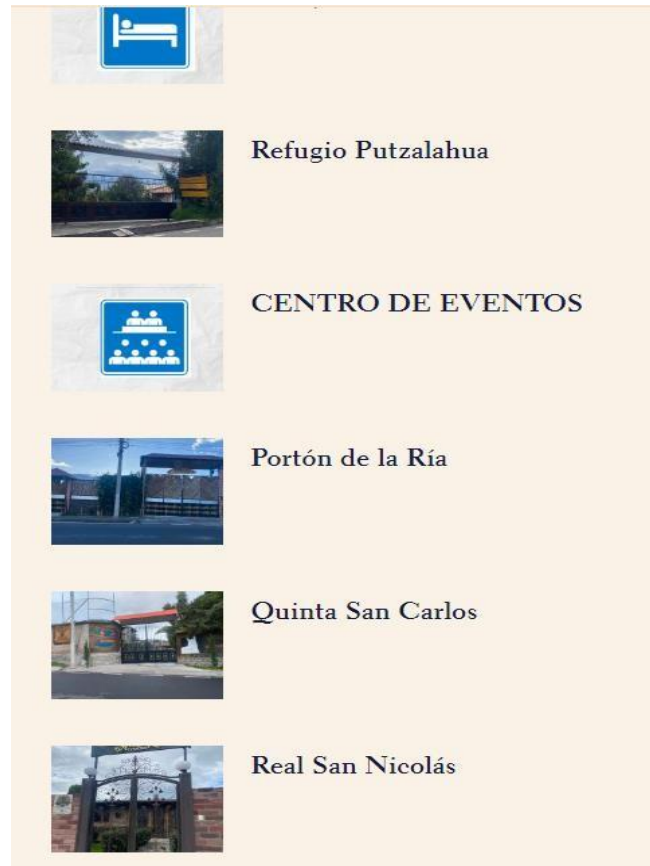 Refugio Putzalahua
CENTRO DE EVENTOS
Portón de la Ría
Quinta San Carlos
Real San Nicolás